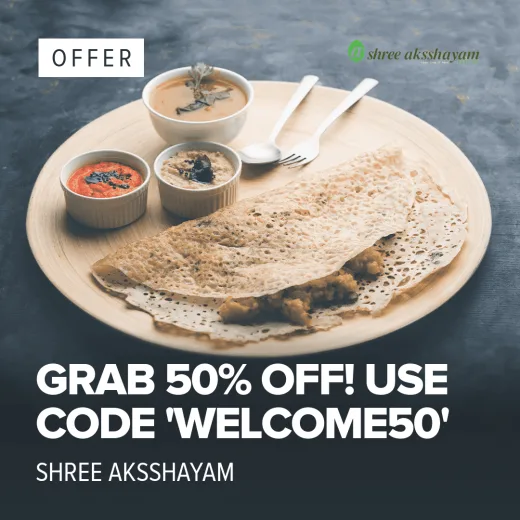 OFFER
shree aksshayam
GRAB 50% OFF! USE
CODE 'WELCOME50'
SHREE AKSSHAYAM